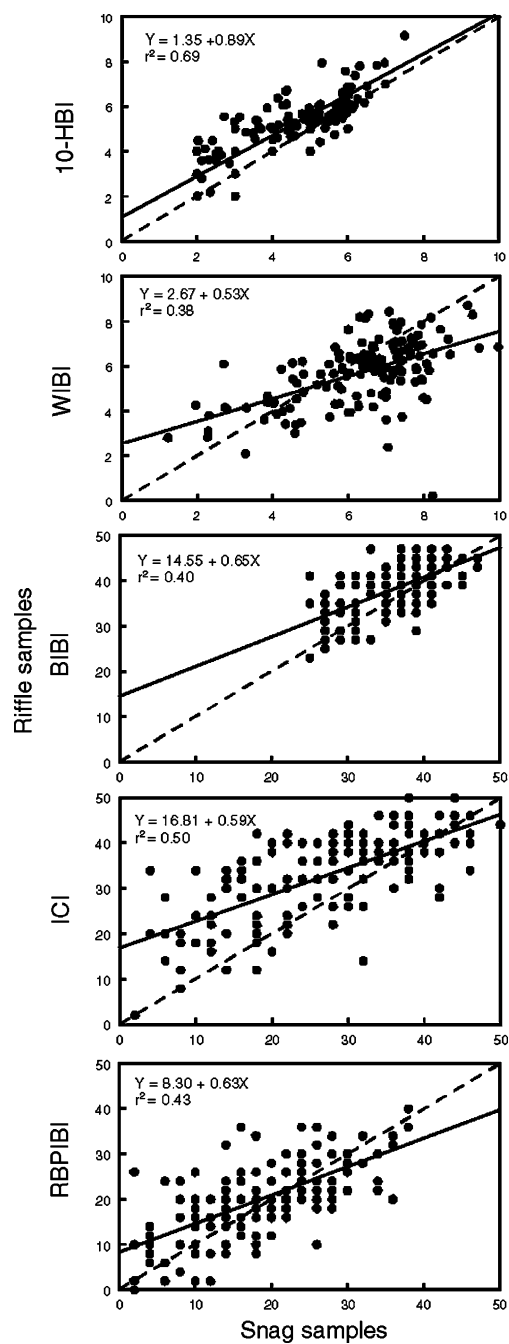 Riffle samples
10-HBI
Y = 1.35 +0.89X
r² = 0.69
10
8
6
4
2
0
0 2 4 6 8 10
WIBI
Y = 2.67 + 0.53X
r² = 0.38
10
8
6
4
2
0
0 2 4 6 8 10
BIBI
Y = 14.55 + 0.65X
r² = 0.40
50
40
30
20
10
0
0 10 20 30 40 50
ICI
Y = 16.81 + 0.59X
r² = 0.50
50
40
30
20
10
0
0 10 20 30 40 50
RBPIBI
Y = 8.30 + 0.63X
r² = 0.43
50
40
30
20
10
0
0 10 20 30 40 50
Snag samples